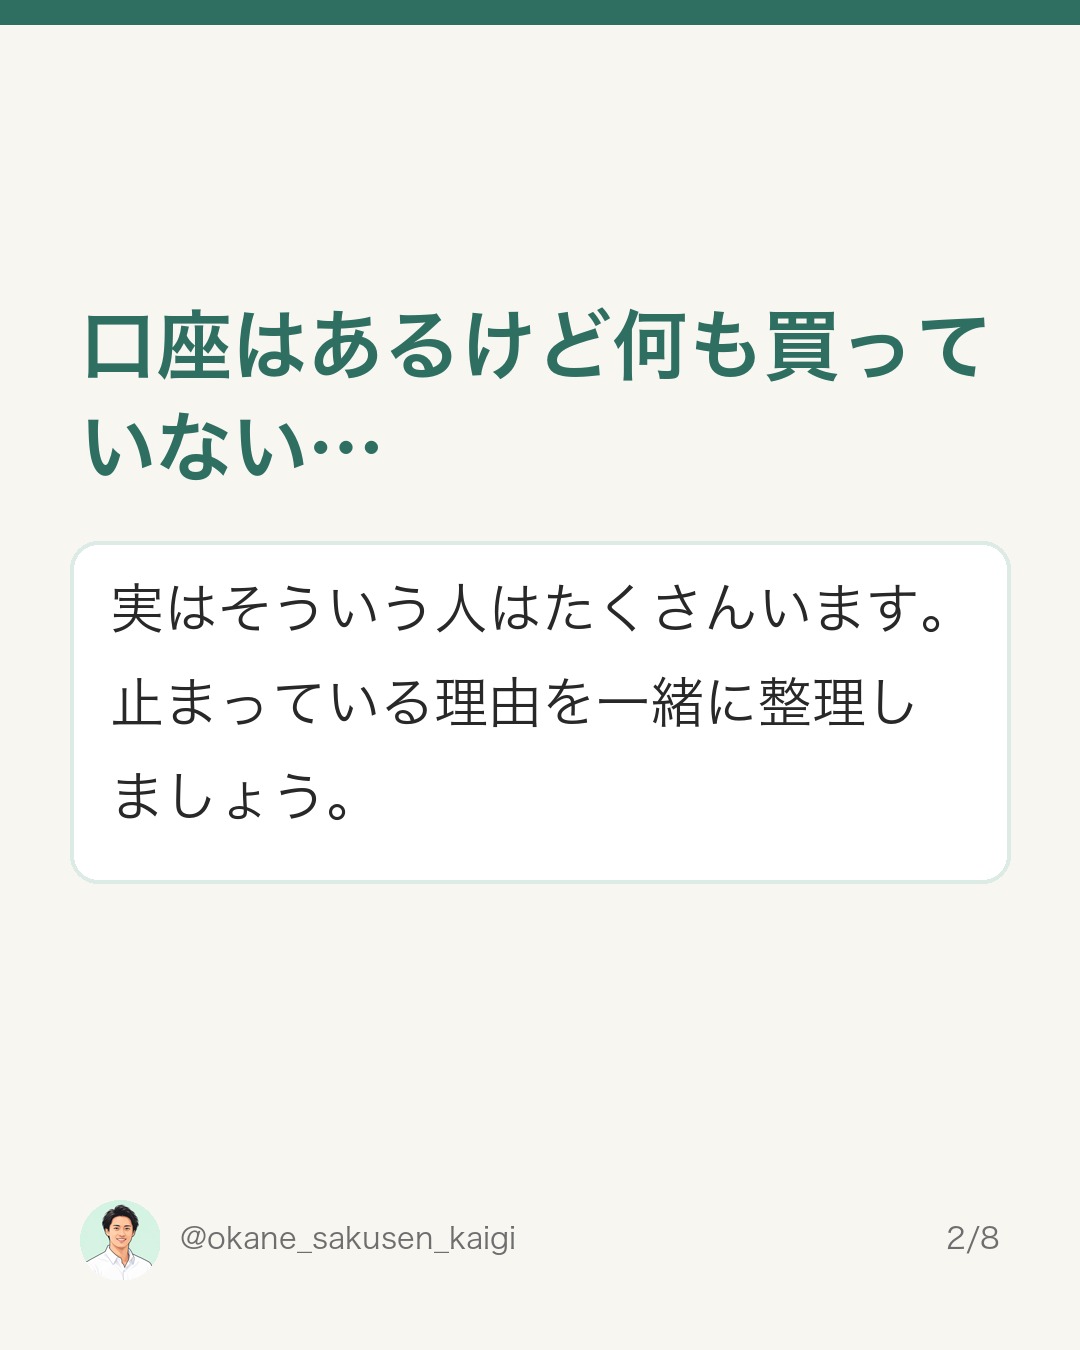 口座はあるけど何も買って
いない…
実はそういう人はたくさんいます。
止まっている理由を一緒に整理し
ましょう。
@okane_sakusen_kaigi
2/8